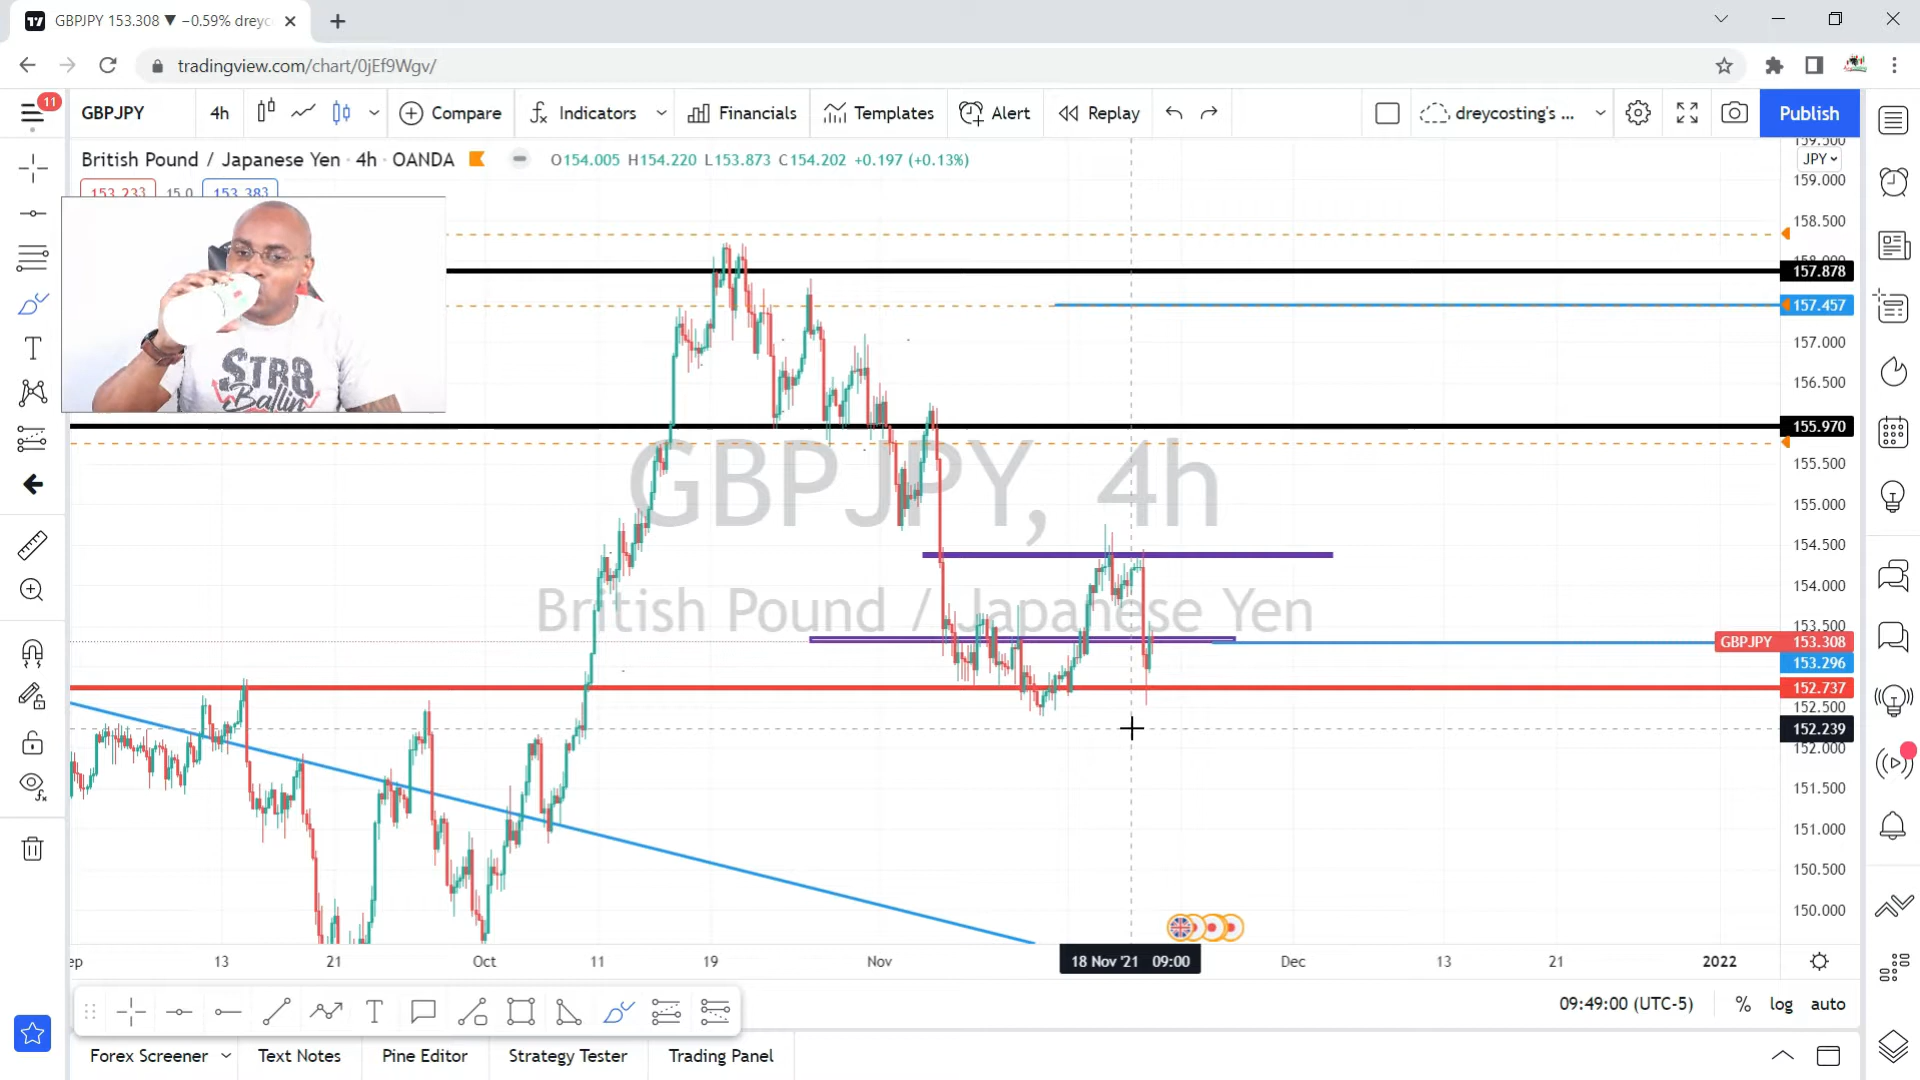 GBPJPY 153.308 ▼ −0.59% dreyc
tradingview.com/chart/0jEf9Wgv/
11
GBPJPY
4h
Compare
Indicators
Financials
Templates
Alert
Replay
dreycosting's ...
Publish
British Pound / Japanese Yen · 4h · OANDA
O154.005 H154.220 L153.873 C154.202 +0.197 (+0.13%)
153.233 15.0 153.383
STR8
Ballin
GBPJPY, 4h
British Pound / Japanese Yen
159.500
JPY
159.000
158.500
158.000
157.878
157.457
157.000
156.500
155.970
155.500
155.000
154.500
154.000
153.500
GBPJPY 153.308
153.296
152.737
152.500
152.239
152.000
151.500
151.000
150.500
150.000
ep 13 21 Oct 11 19 Nov 18 Nov '21 09:00 Dec 13 21 2022
09:49:00 (UTC-5)
% log auto
Forex Screener
Text Notes
Pine Editor
Strategy Tester
Trading Panel